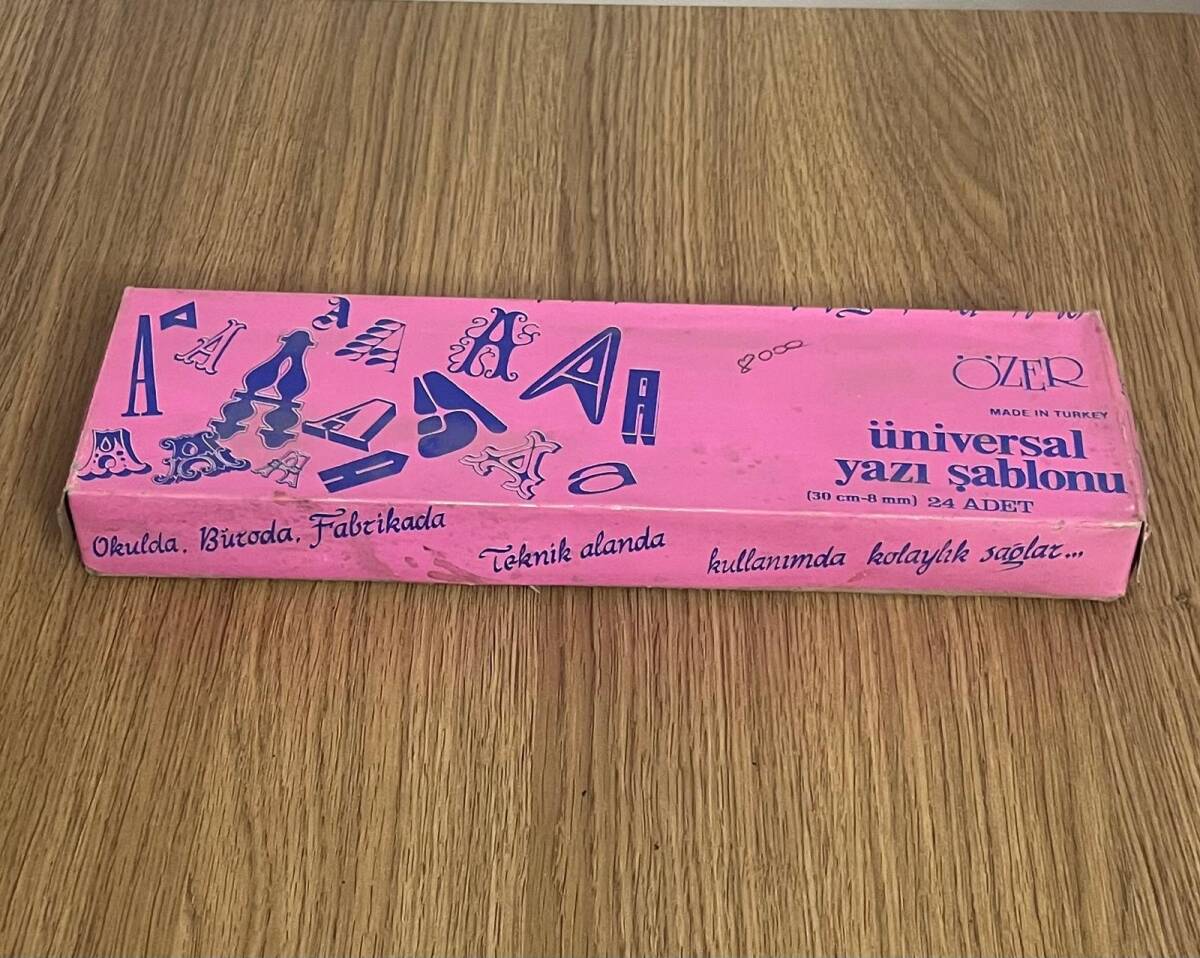 8000
ÖZER
MADE IN TURKEY
üniversal
yazı şablonu
(30 cm-8 mm) 24 ADET
Okulda, Büroda, Fabrikada Teknik alanda kullanımda kolaylık sağlar...